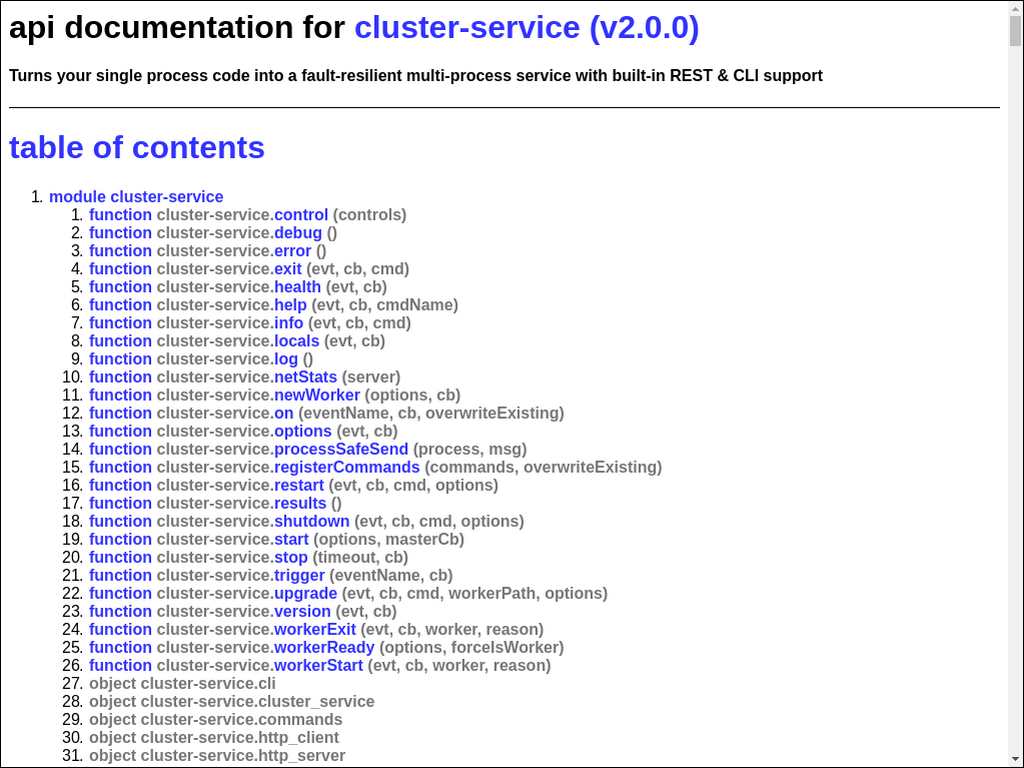 api documentation for cluster-service (v2.0.0)
Turns your single process code into a fault-resilient multi-process service with built-in REST & CLI support
table of contents
1. module cluster-service
1. function cluster-service.control (controls)
2. function cluster-service.debug ()
3. function cluster-service.error ()
4. function cluster-service.exit (evt, cb, cmd)
5. function cluster-service.health (evt, cb)
6. function cluster-service.help (evt, cb, cmdName)
7. function cluster-service.info (evt, cb, cmd)
8. function cluster-service.locals (evt, cb)
9. function cluster-service.log ()
10. function cluster-service.netStats (server)
11. function cluster-service.newWorker (options, cb)
12. function cluster-service.on (eventName, cb, overwriteExisting)
13. function cluster-service.options (evt, cb)
14. function cluster-service.processSafeSend (process, msg)
15. function cluster-service.registerCommands (commands, overwriteExisting)
16. function cluster-service.restart (evt, cb, cmd, options)
17. function cluster-service.results ()
18. function cluster-service.shutdown (evt, cb, cmd, options)
19. function cluster-service.start (options, masterCb)
20. function cluster-service.stop (timeout, cb)
21. function cluster-service.trigger (eventName, cb)
22. function cluster-service.upgrade (evt, cb, cmd, workerPath, options)
23. function cluster-service.version (evt, cb)
24. function cluster-service.workerExit (evt, cb, worker, reason)
25. function cluster-service.workerReady (options, forceIsWorker)
26. function cluster-service.workerStart (evt, cb, worker, reason)
27. object cluster-service.cli
28. object cluster-service.cluster_service
29. object cluster-service.commands
30. object cluster-service.http_client
31. object cluster-service.http_server